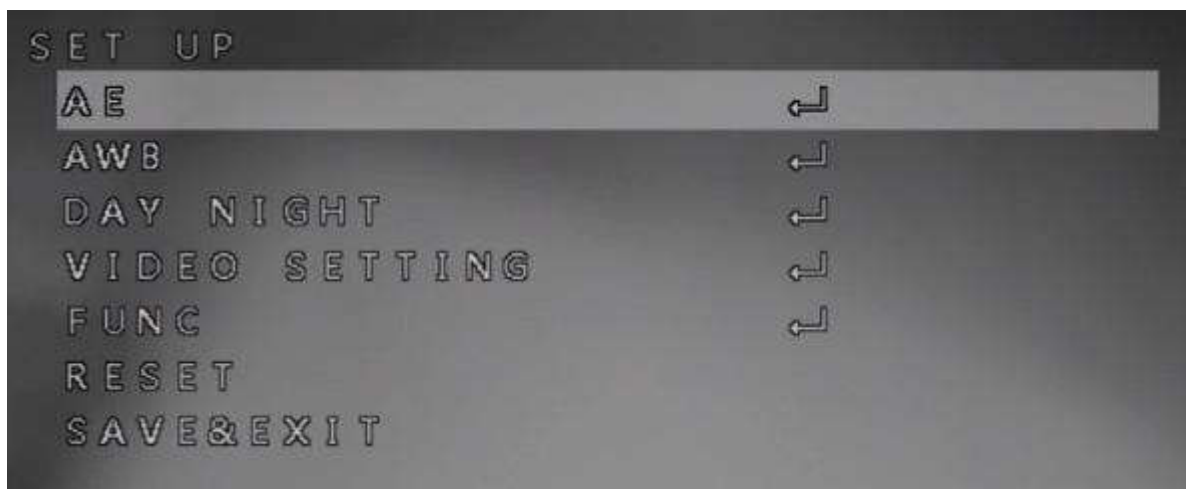 SET UP
AE ↵
AWB ↵
DAY NIGHT ↵
VIDEO SETTING ↵
FUNC ↵
RESET
SAVE&EXIT